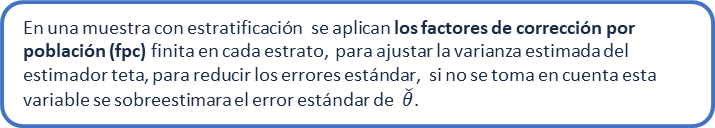 En una muestra con estratificación se aplican los factores de corrección por
población (fpc) finita en cada estrato, para ajustar la varianza estimada del
estimador teta, para reducir los errores estándar, si no se toma en cuenta esta
variable se sobreestimara el error estándar de θ̌.